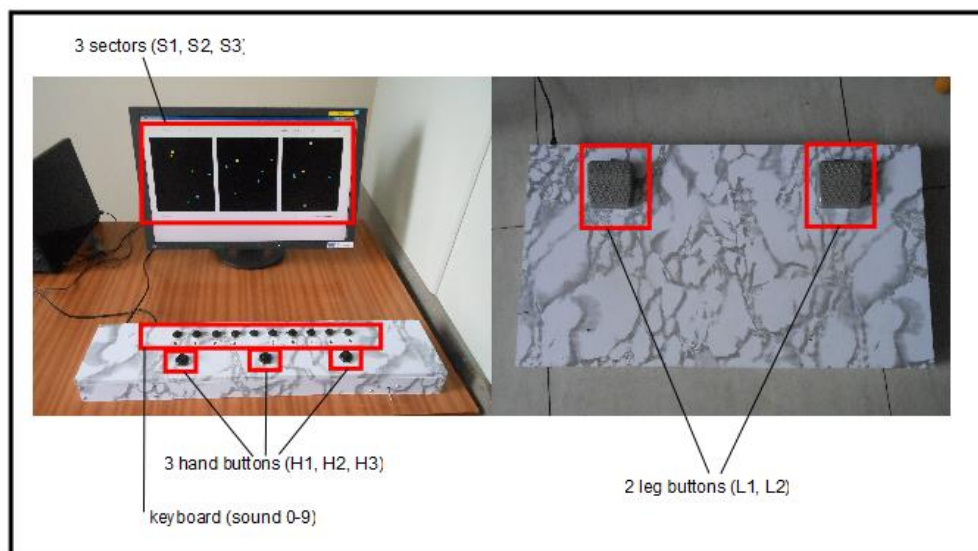 3 sectors (S1, S2, S3)
3 hand buttons (H1, H2, H3)
2 leg buttons (L1, L2)
keyboard (sound 0-9)